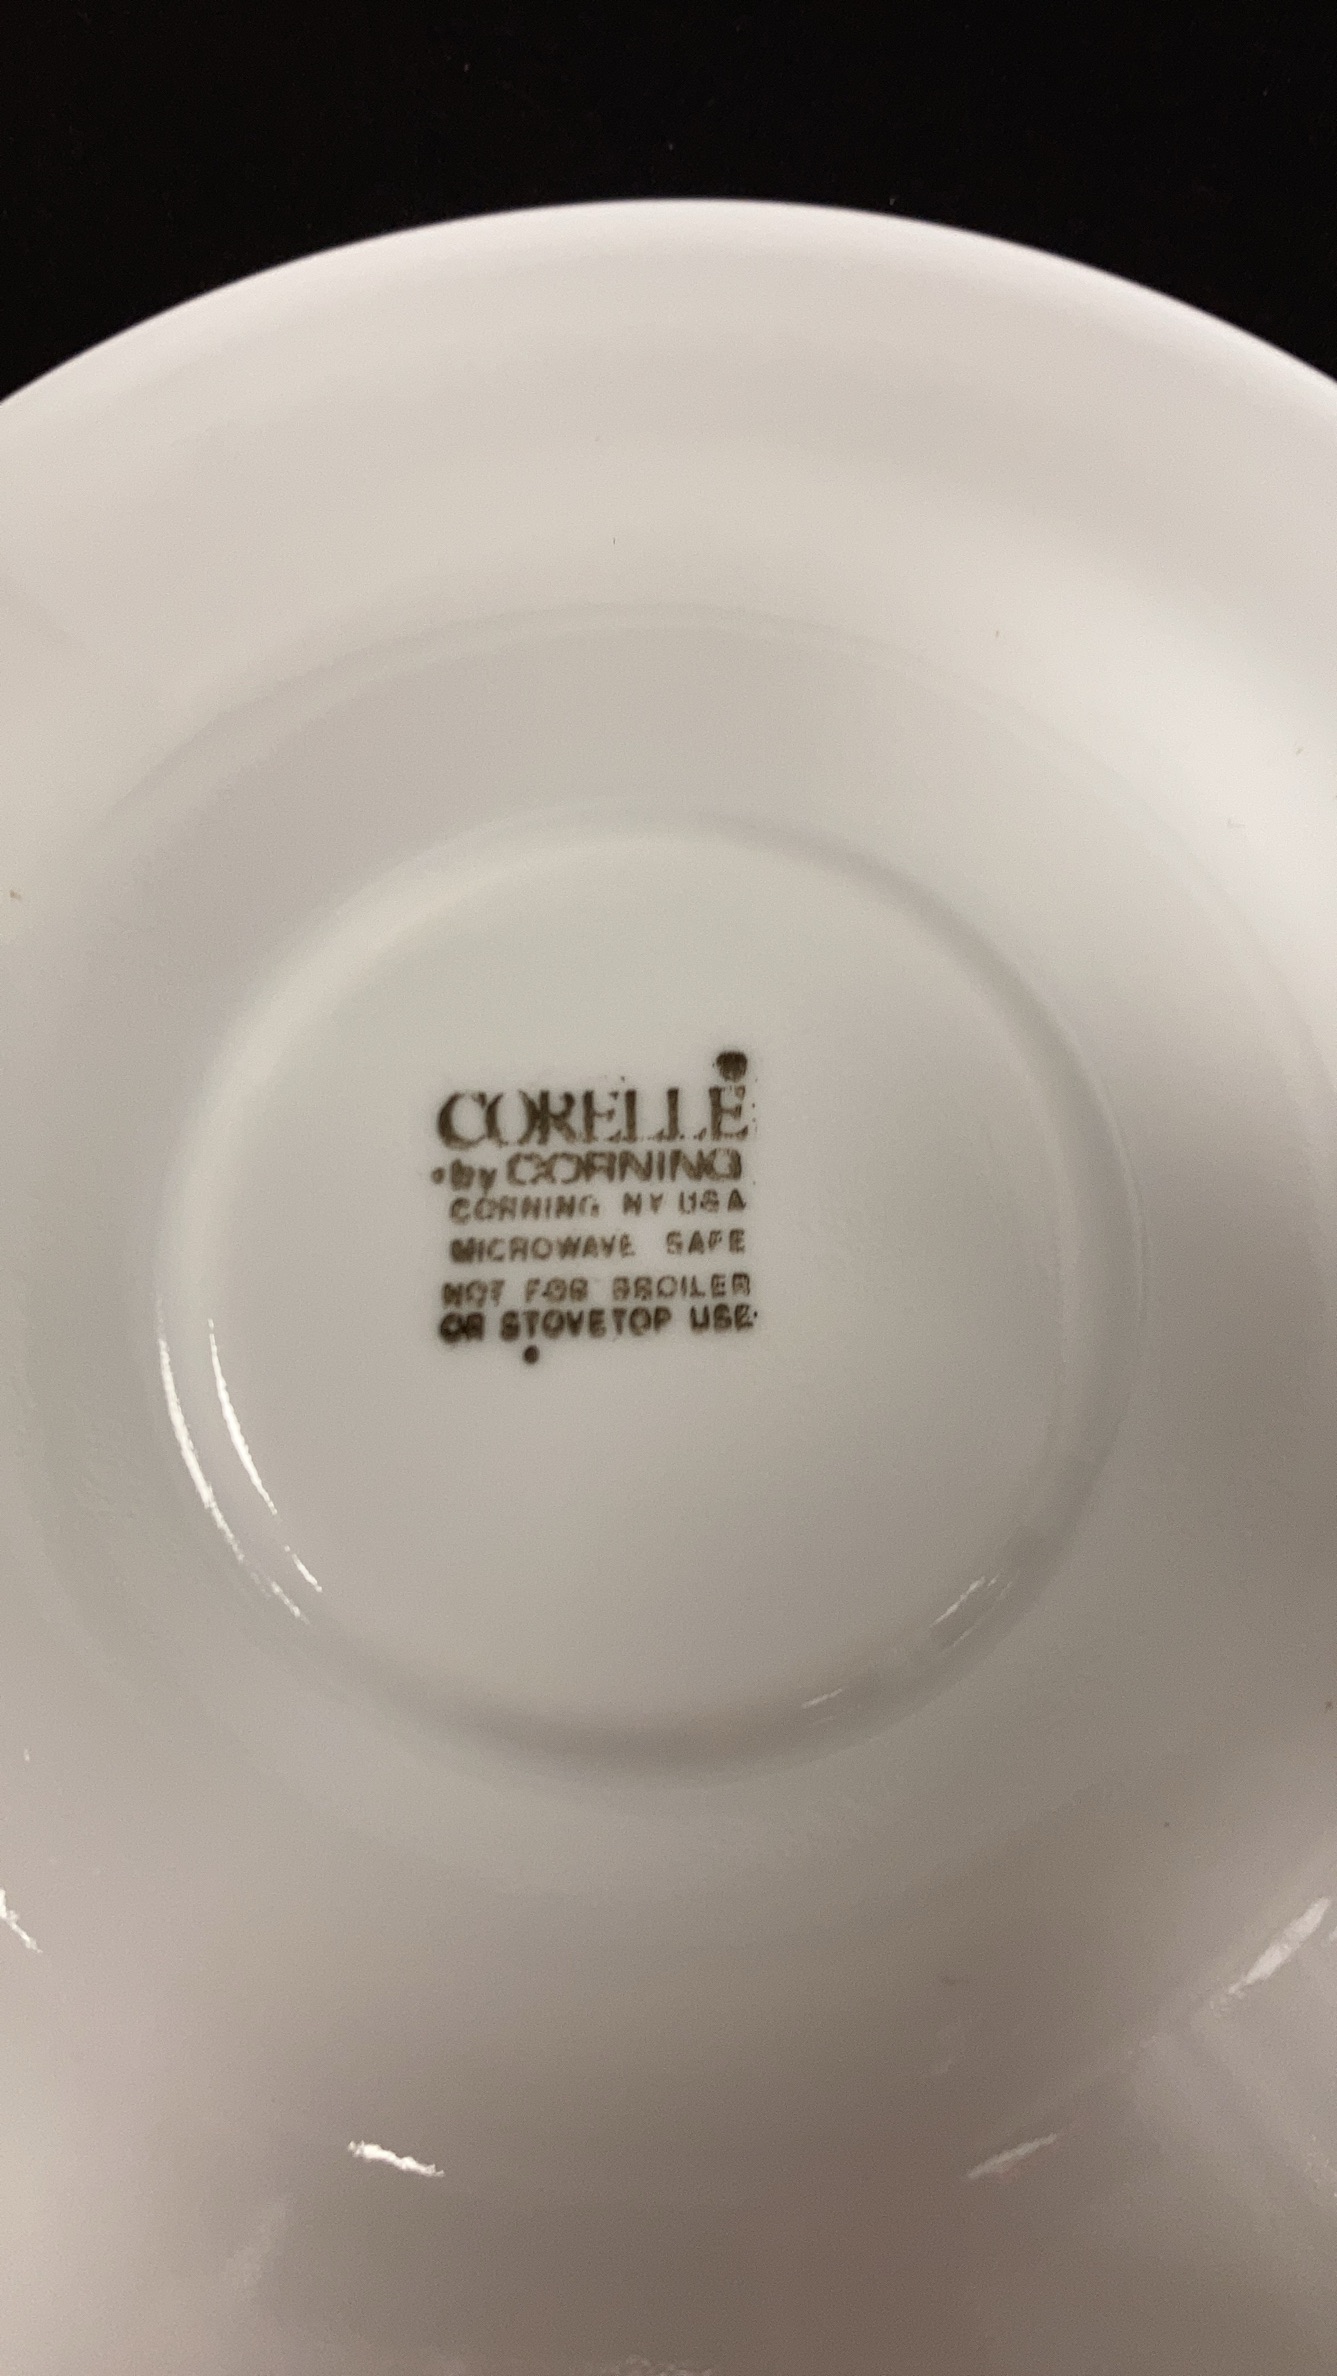 CORELLE
by CORNING
CORNING NY USA
MICROWAVE SAFE
NOT FOR BROILER
OR STOVETOP USE